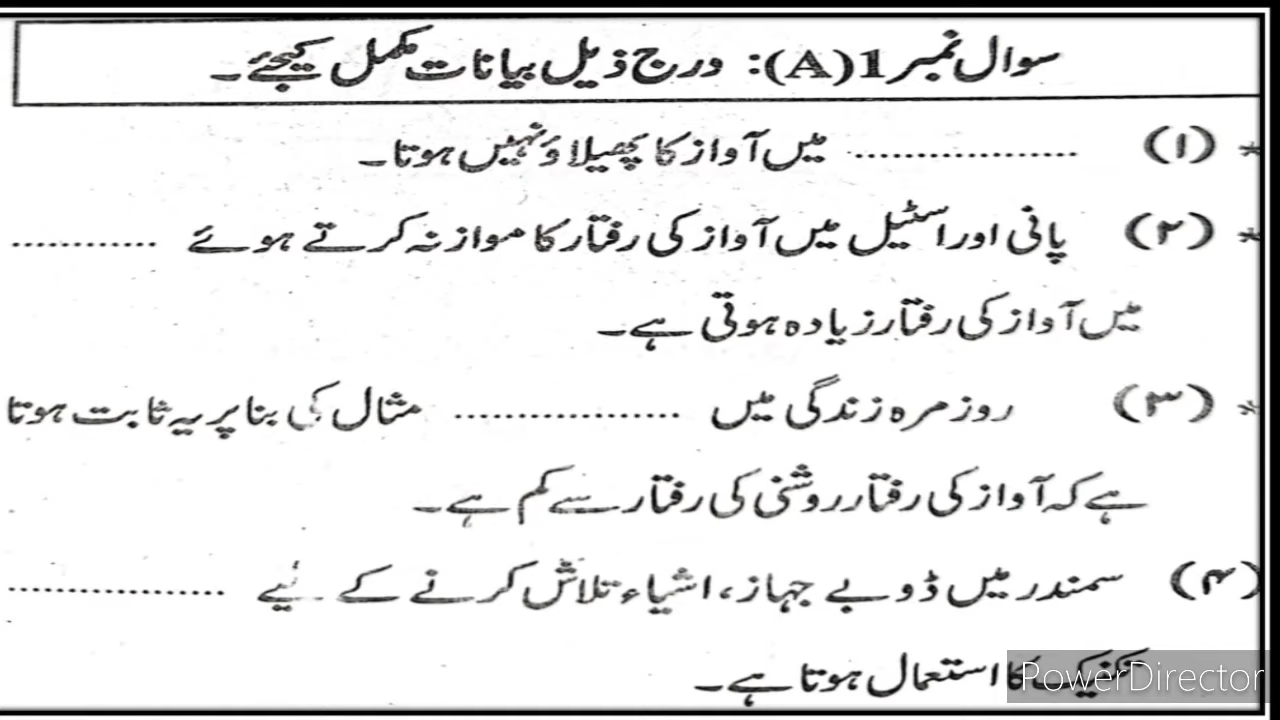 سوال نمبر 1(A): درج ذیل بیانات مکمل کیجئے۔
* (۱) .................... میں آواز کا پھیلاؤ نہیں ہوتا۔
* (۲) پانی اور اسٹیل میں آواز کی رفتار کا موازنہ کرتے ہوئے .............
میں آواز کی رفتار زیادہ ہوتی ہے۔
* (۳) روزمرہ زندگی میں .................... مثال کی بنا پر یہ ثابت ہوتا
ہے کہ آواز کی رفتار روشنی کی رفتار سے کم ہے۔
(۴) سمندر میں ڈوبے جہاز، اشیاء تلاش کرنے کے لیے ....................
تکنیک کا استعمال ہوتا ہے۔
PowerDirector